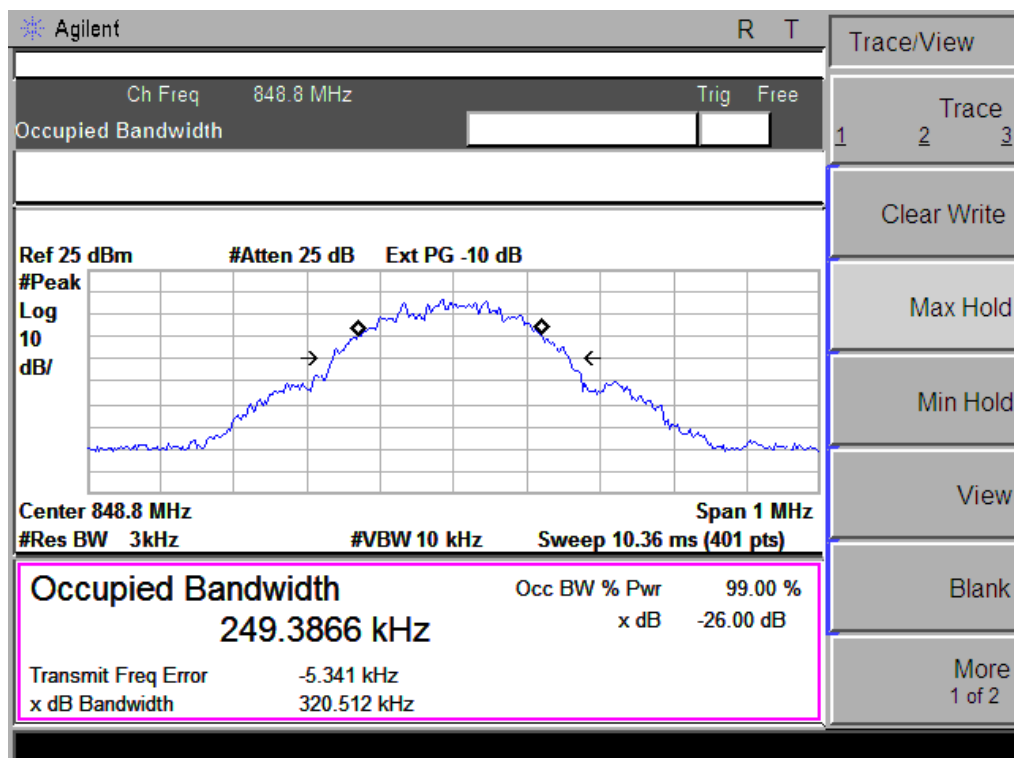 Agilent R T
Ch Freq 848.8 MHz Trig Free
Occupied Bandwidth
Ref 25 dBm #Atten 25 dB Ext PG -10 dB
#Peak
Log
10
dB/
Center 848.8 MHz Span 1 MHz
#Res BW 3kHz #VBW 10 kHz Sweep 10.36 ms (401 pts)
Occupied Bandwidth Occ BW % Pwr 99.00 %
249.3866 kHz x dB -26.00 dB
Transmit Freq Error -5.341 kHz
x dB Bandwidth 320.512 kHz
Trace/View
Trace
1 2 3
Clear Write
Max Hold
Min Hold
View
Blank
More
1 of 2